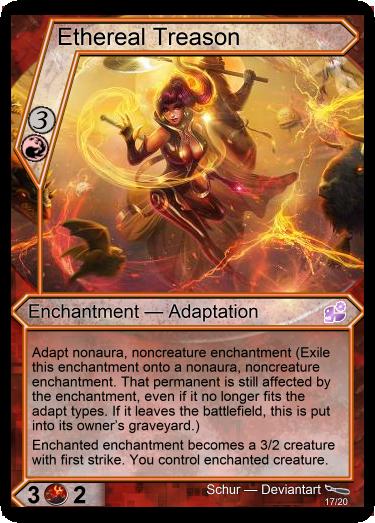 Ethereal Treason
3
Enchantment — Adaptation
Adapt nonaura, noncreature enchantment (Exile
this enchantment onto a nonaura, noncreature
enchantment. That permanent is still affected by
the enchantment, even if it no longer fits the
adapt types. If it leaves the battlefield, this is put
into its owner's graveyard.)
Enchanted enchantment becomes a 3/2 creature
with first strike. You control enchanted creature.
3 2
Schur — Deviantart
17/20